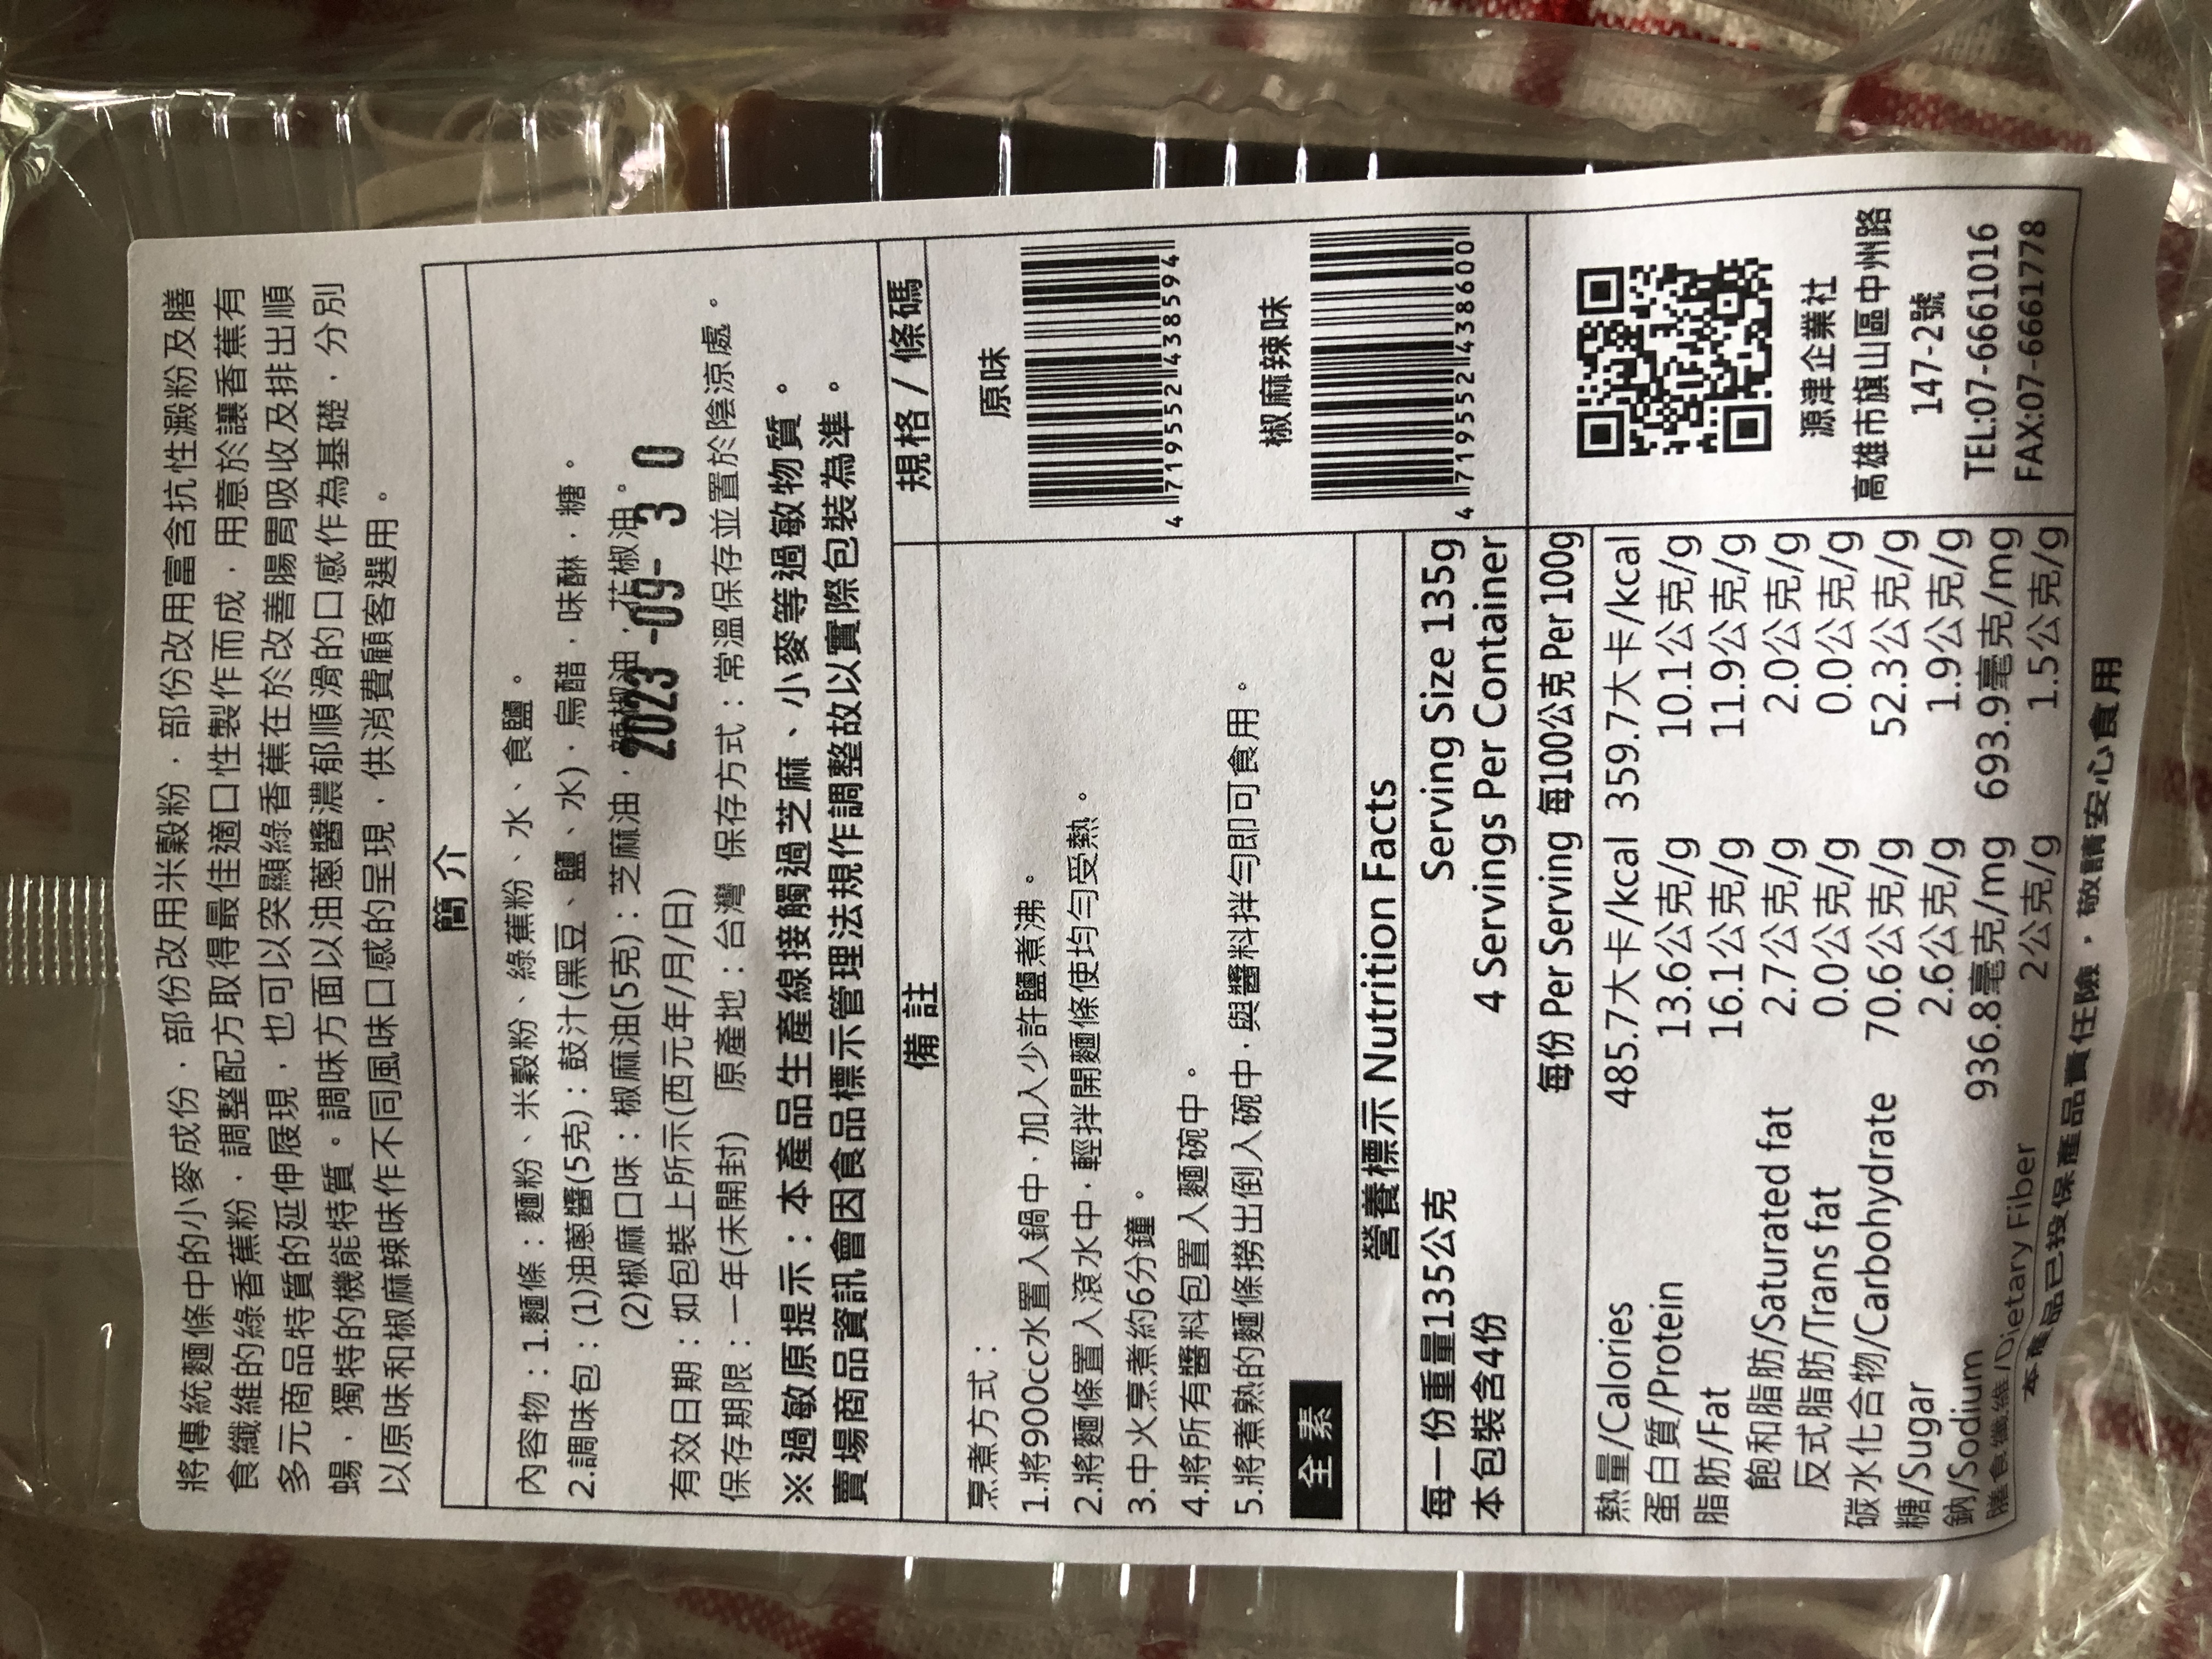 將傳統麵條中的小麥成份，部份改用米穀粉，部份改用富含抗性澱粉及膳
食纖維的綠香蕉粉，調整配方取得最佳適口性製作而成，用意於讓香蕉有
多元商品特質的延伸展現，也可以突顯綠香蕉在於改善腸胃吸收及排出順
暢，獨特的機能特質。調味方面以油蔥醬濃郁順滑的口感作為基礎，分別
以原味和椒麻辣味作不同風味口感的呈現，供消費顧客選用。
簡介
內容物：1.麵條：麵粉、米穀粉、綠蕉粉、水、食鹽。
2.調味包：(1)油蔥醬(5克)：鼓汁(黑豆、鹽、水)，烏醋，味醂，糖。
(2)椒麻口味：椒麻油(5克)：芝麻油，辣椒油，花椒油。
2023-09-30
有效日期：如包裝上所示(西元年/月/日)
保存期限：一年(未開封) 原產地：台灣 保存方式：常溫保存並置於陰涼處。
※過敏原提示：本產品生產線接觸過芝麻、小麥等過敏物質。
賣場商品資訊會因食品標示管理法規作調整故以實際包裝為準。
備註
規格/條碼
烹煮方式：
1.將900cc水置入鍋中，加入少許鹽煮沸。
2.將麵條置入滾水中，輕拌開麵條使均勻受熱。
3.中火烹煮約6分鐘。
4.將所有醬料包置入麵碗中。
5.將煮熟的麵條撈出倒入碗中，與醬料拌勻即可食用。
全素
原味
4719552438594
椒麻辣味
4719552438600
營養標示 Nutrition Facts
每一份重量135公克 Serving Size 135g
本包裝含4份 4 Servings Per Container
每份 Per Serving 每100公克 Per 100g
熱量/Calories 485.7大卡/kcal 359.7大卡/kcal
蛋白質/Protein 13.6公克/g 10.1公克/g
脂肪/Fat 16.1公克/g 11.9公克/g
飽和脂肪/Saturated fat 2.7公克/g 2.0公克/g
反式脂肪/Trans fat 0.0公克/g 0.0公克/g
碳水化合物/Carbohydrate 70.6公克/g 52.3公克/g
糖/Sugar 2.6公克/g 1.9公克/g
鈉/Sodium 936.8毫克/mg 693.9毫克/mg
膳食纖維/Dietary Fiber 2公克/g 1.5公克/g
源津企業社
高雄市旗山區中州路
147-2號
TEL:07-6661016
FAX:07-6661778
本產品已投保產品責任險，敬請安心食用